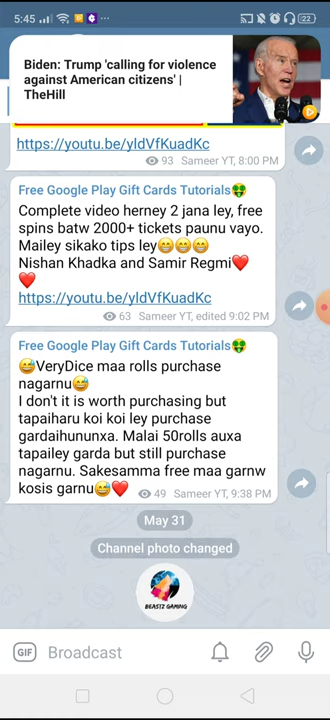 5:45
22
Biden: Trump 'calling for violence
against American citizens' |
TheHill
https://youtu.be/yldVfKuadKc
93 Sameer YT, 8:00 PM
Free Google Play Gift Cards Tutorials🤑
Complete video herney 2 jana ley, free
spins batw 2000+ tickets paunu vayo.
Mailey sikako tips ley😁😁😁
Nishan Khadka and Samir Regmi❤️
❤️
https://youtu.be/yldVfKuadKc
63 Sameer YT, edited 9:02 PM
Free Google Play Gift Cards Tutorials🤑
😅VeryDice maa rolls purchase
nagarnu😅
I don't it is worth purchasing but
tapaiharu koi koi ley purchase
gardaihununxa. Malai 50rolls auxa
tapailey garda but still purchase
nagarnu. Sakesamma free maa garnw
kosis garnu😅❤️ 49 Sameer YT, 9:38 PM
May 31
Channel photo changed
BEASTZ GAMING
GIF Broadcast